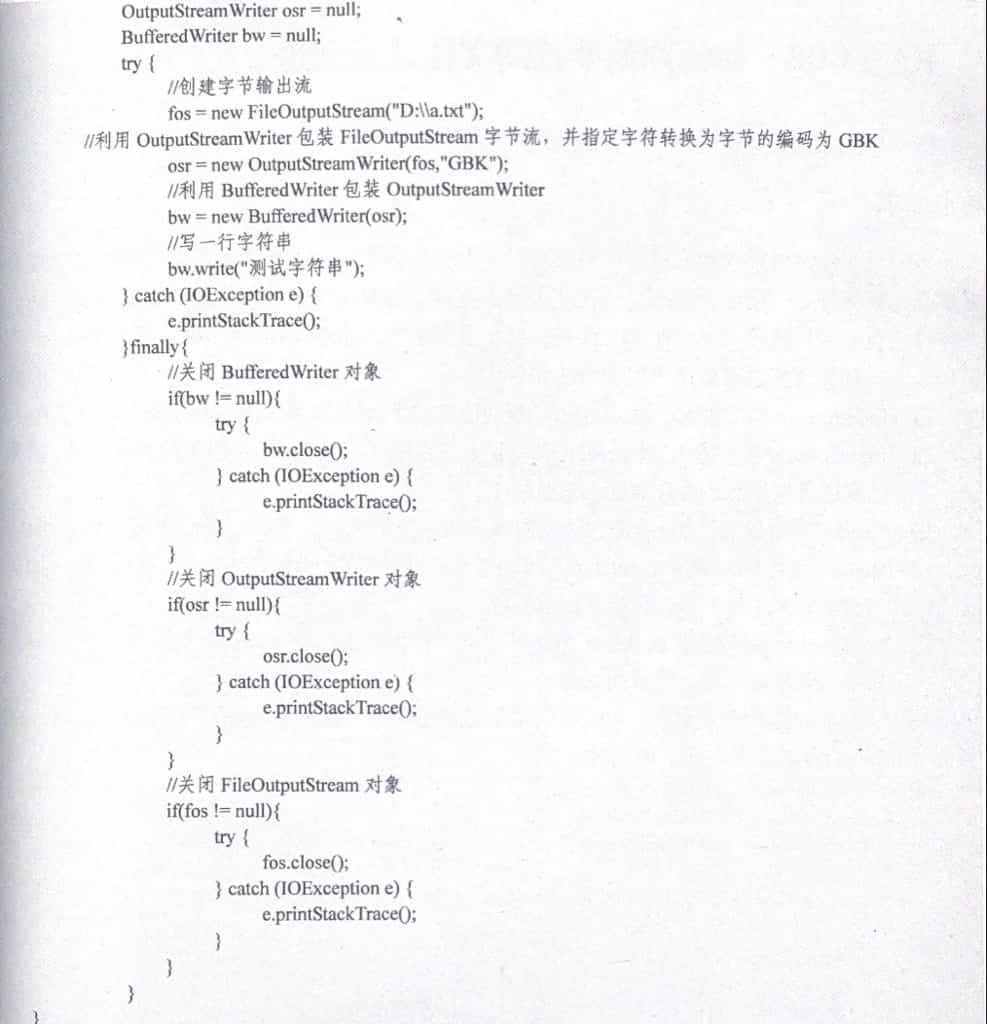 OutputStreamWriter osr = null;
BufferedWriter bw = null;
try {
//创建字节输出流
fos = new FileOutputStream("D:\\a.txt");
//利用 OutputStreamWriter 包装 FileOutputStream 字节流，并指定字符转换为字节的编码为 GBK
osr = new OutputStreamWriter(fos,"GBK");
//利用 BufferedWriter 包装 OutputStreamWriter
bw = new BufferedWriter(osr);
//写一行字符串
bw.write("测试字符串");
} catch (IOException e) {
e.printStackTrace();
}finally{
//关闭 BufferedWriter 对象
if(bw != null){
try {
bw.close();
} catch (IOException e) {
e.printStackTrace();
}
}
//关闭 OutputStreamWriter 对象
if(osr != null){
try {
osr.close();
} catch (IOException e) {
e.printStackTrace();
}
}
//关闭 FileOutputStream 对象
if(fos != null){
try {
fos.close();
} catch (IOException e) {
e.printStackTrace();
}
}
}
}